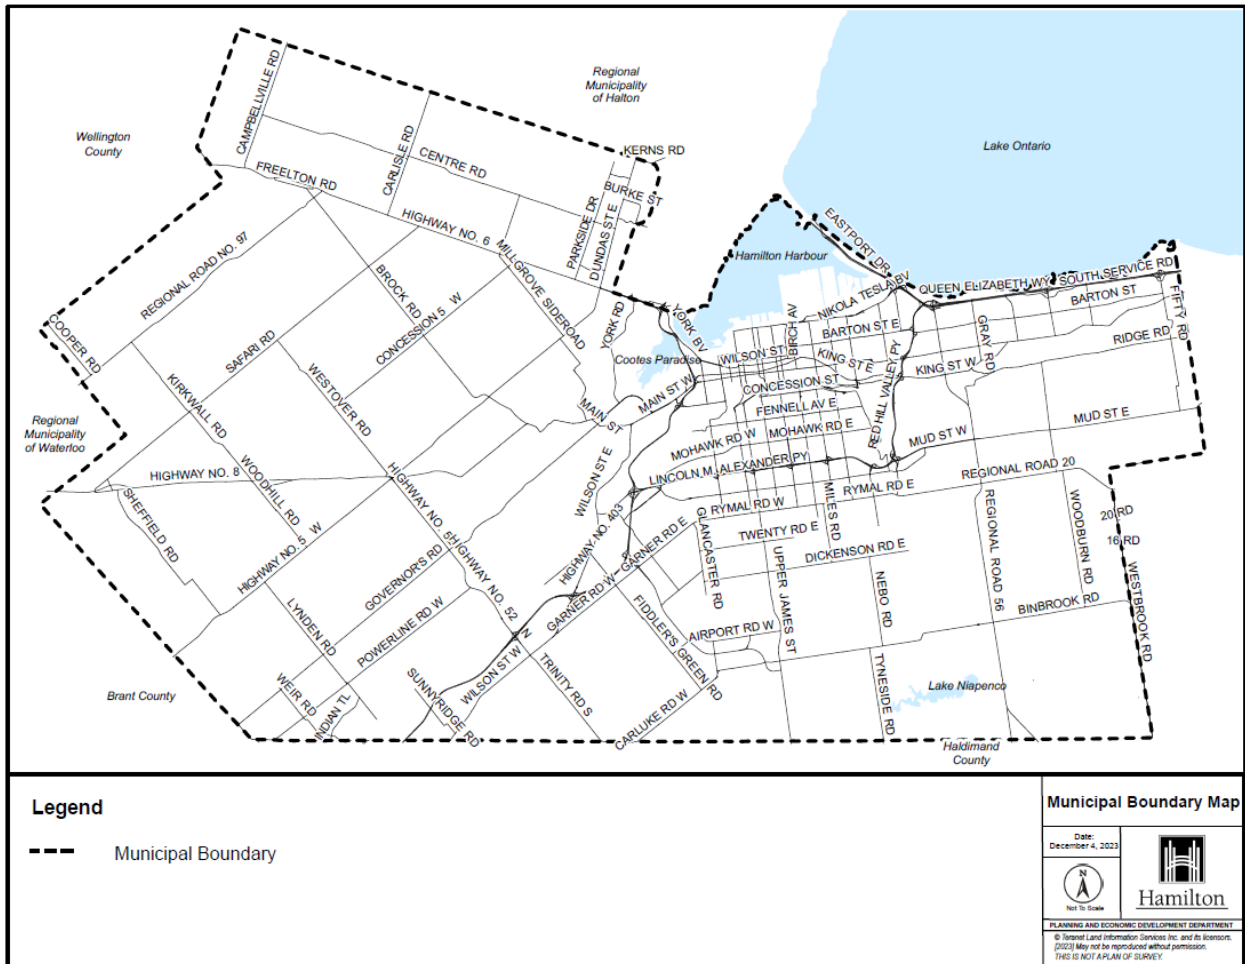 Regional
Municipality
of Halton
Wellington
County
Lake Ontario
CAMPBELLVILLE RD
CARLISLE RD
CENTRE RD
KERNS RD
FREELTON RD
BURKE ST
PARKSIDE DR
DUNDAS ST E
HIGHWAY NO. 6
MILLGROVE SIDEROAD
EASTPORT DR
Hamilton Harbour
REGIONAL ROAD NO. 97
BROCK RD
CONCESSION 5 W
COOPER RD
SAFARI RD
WESTOVER RD
KIRKWALL RD
YORK RD
YORK BV
NIKOLA TESLA BV
QUEEN ELIZABETH WY
SOUTH SERVICE RD
BARTON ST
FIFTY RD
RIDGE RD
GRAY RD
BIRCH AV
BARTON ST E
WILSON ST
KING ST E
KING ST W
Cootes Paradise
CONCESSION ST
RED HILL VALLEY PY
FENNELL AV E
MAIN ST W
MAIN ST
MOHAWK RD W
MOHAWK RD E
MUD ST W
MUD ST E
Regional
Municipality
of Waterloo
HIGHWAY NO. 8
WOODHILL RD
SHEFFIELD RD
HIGHWAY NO. 5 W
HIGHWAY NO. 52
HIGHWAY NO. 52 N
WILSON ST E
LINCOLN M. ALEXANDER PY
REGIONAL ROAD 20
RYMAL RD W
RYMAL RD E
HIGHWAY NO. 403
GARNER RD E
GARNER RD W
GLANCASTER RD
TWENTY RD E
MILES RD
DICKENSON RD E
UPPER JAMES ST
NEBO RD
REGIONAL ROAD 56
WOODBURN RD
20 RD
16 RD
WESTBROOK RD
BINBROOK RD
GOVERNOR'S RD
LYNDEN RD
POWERLINE RD W
FIDDLER'S GREEN RD
AIRPORT RD W
TYNESIDE RD
Lake Niapenco
Brant County
WEIR RD
INDIAN TL
SUNNYRIDGE RD
WILSON ST W
TRINITY RD S
CARLUKE RD W
Haldimand
County
Legend
Municipal Boundary
Municipal Boundary Map
Date:
December 4, 2023
N
Not To Scale
Hamilton
PLANNING AND ECONOMIC DEVELOPMENT DEPARTMENT
© Teranet Land Information Services Inc. and its licensors.
[2023] May not be reproduced without permission.
THIS IS NOT A PLAN OF SURVEY.